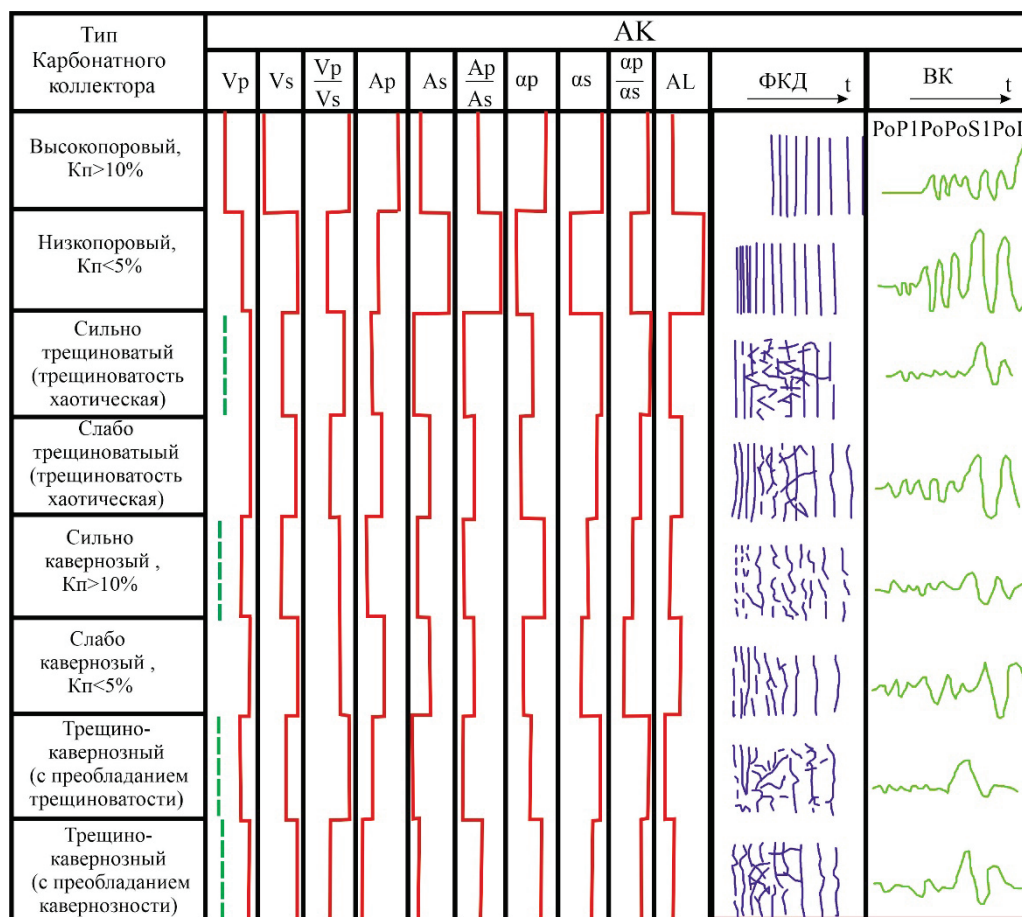 Тип
Карбонатного
коллектора
АК
Vp
Vs
Vp
Vs
Ap
As
Ap
As
αp
αs
αp
αs
AL
ФКД
t
ВК
t
Высокопоровый,
Кп>10%
PoP1PoPoS1PoL
Низкопоровый,
Кп<5%
Сильно
трещиноватый
(трещиноватость
хаотическая)
Слабо
трещиноватыий
(трещиноватость
хаотическая)
Сильно
кавернозый ,
Кп>10%
Слабо
кавернозый ,
Кп<5%
Трещино-
кавернозный
(с преобладанием
трещиноватости)
Трещино-
кавернозный
(с преобладанием
кавернозности)